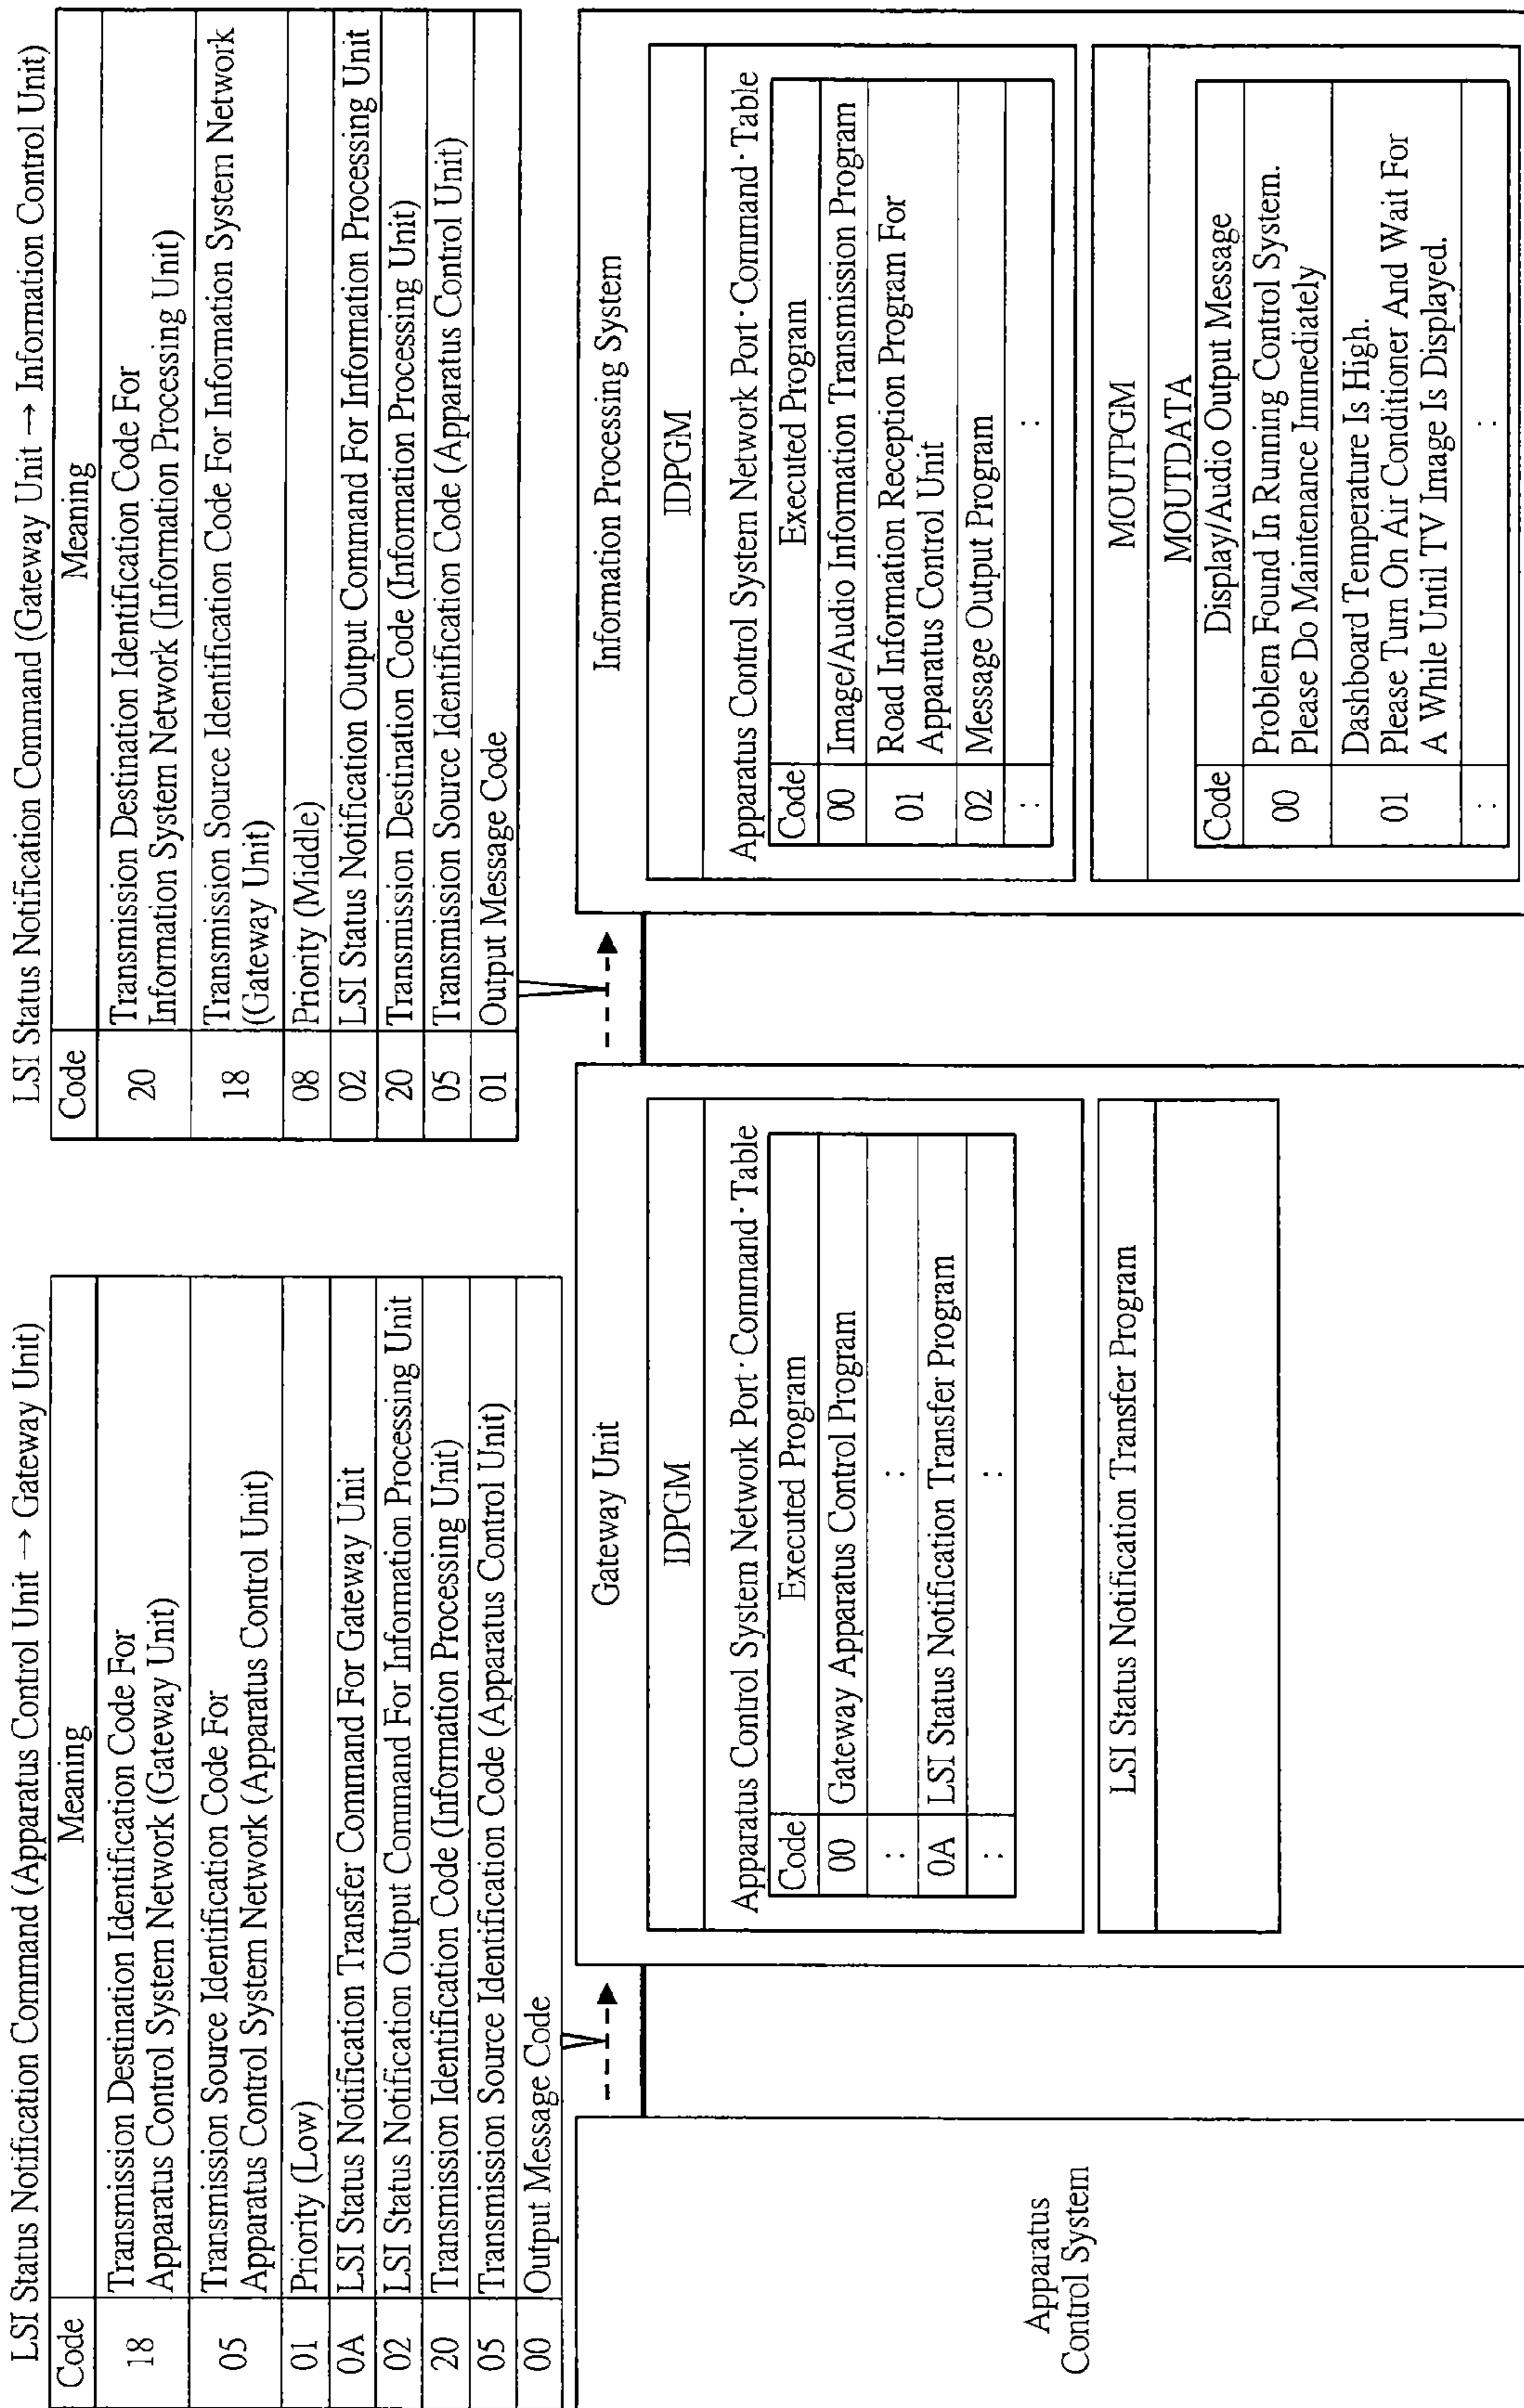 LSI Status Notification Command (Apparatus Control Unit → Gateway Unit)
Code Meaning
18 Transmission Destination Identification Code For
Apparatus Control System Network (Gateway Unit)
05 Transmission Source Identification Code For
Apparatus Control System Network (Apparatus Control Unit)
01 Priority (Low)
0A LSI Status Notification Transfer Command For Gateway Unit
02 LSI Status Notification Output Command For Information Processing Unit
20 Transmission Identification Code (Information Processing Unit)
05 Transmission Source Identification Code (Apparatus Control Unit)
00 Output Message Code
LSI Status Notification Command (Gateway Unit → Information Control Unit)
Code Meaning
20 Transmission Destination Identification Code For
Information System Network (Information Processing Unit)
18 Transmission Source Identification Code For Information System Network
(Gateway Unit)
08 Priority (Middle)
02 LSI Status Notification Output Command For Information Processing Unit
20 Transmission Destination Code (Information Processing Unit)
05 Transmission Source Identification Code (Apparatus Control Unit)
01 Output Message Code
Apparatus
Control System
Gateway Unit
IDPGM
Apparatus Control System Network Port·Command·Table
Code Executed Program
00 Gateway Apparatus Control Program
: :
0A LSI Status Notification Transfer Program
: :
LSI Status Notification Transfer Program
Information Processing System
IDPGM
Apparatus Control System Network Port·Command·Table
Code Executed Program
00 Image/Audio Information Transmission Program
01 Road Information Reception Program For
Apparatus Control Unit
02 Message Output Program
: :
MOUTPGM
MOUTDATA
Code Display/Audio Output Message
00 Problem Found In Running Control System.
Please Do Maintenance Immediately
01 Dashboard Temperature Is High.
Please Turn On Air Conditioner And Wait For
A While Until TV Image Is Displayed.
: :